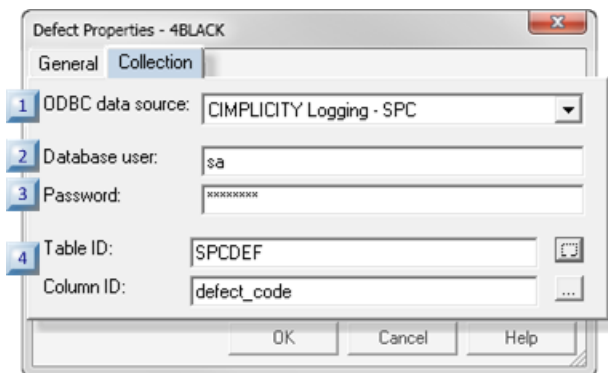 Defect Properties - 4BLACK
General Collection
1 ODBC data source: CIMPLICITY Logging - SPC
2 Database user: sa
3 Password: ********
4 Table ID: SPCDEF
Column ID: defect_code ...
OK Cancel Help